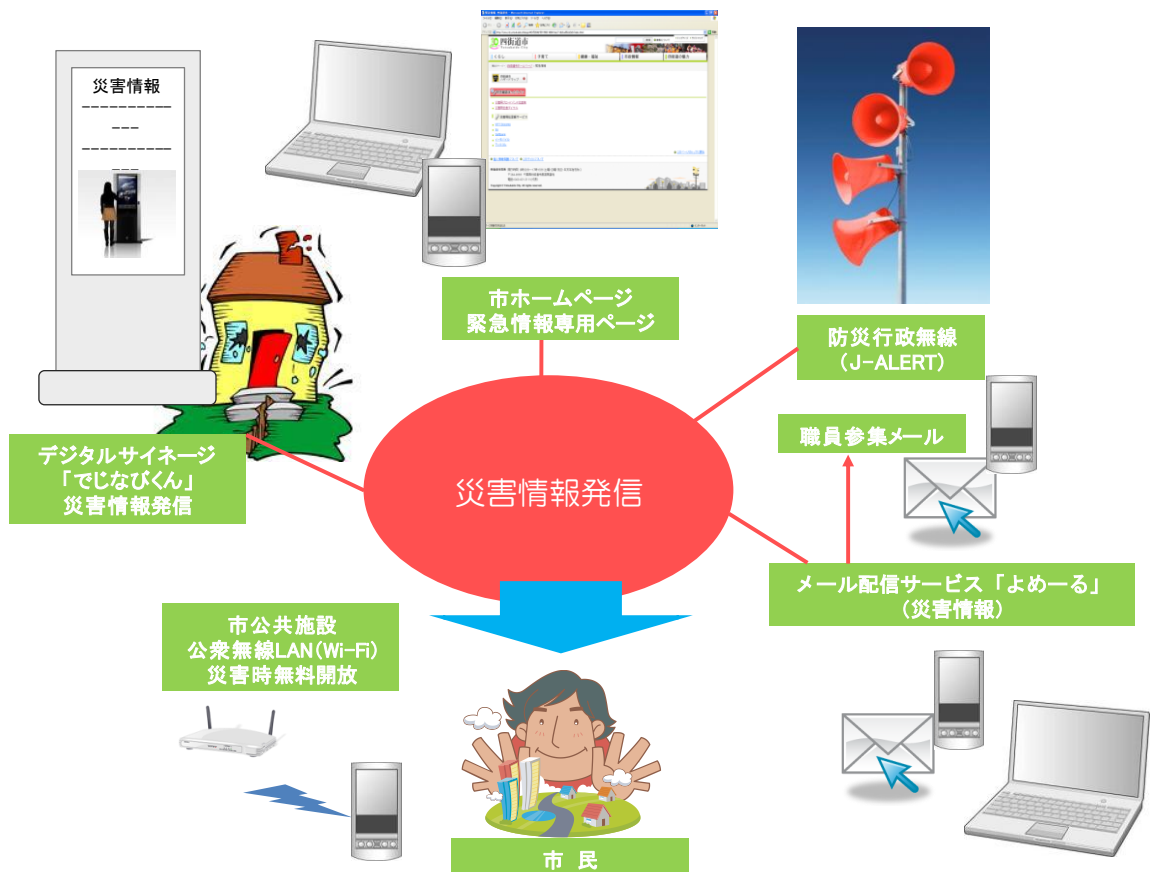 災害情報
四街道市
市ホームページ
緊急情報専用ページ
防災行政無線
(J-ALERT)
職員参集メール
デジタルサイネージ
「でじなびくん」
災害情報発信
災害情報発信
メール配信サービス「よめーる」
(災害情報)
市公共施設
公衆無線LAN(Wi-Fi)
災害時無料開放
市 民